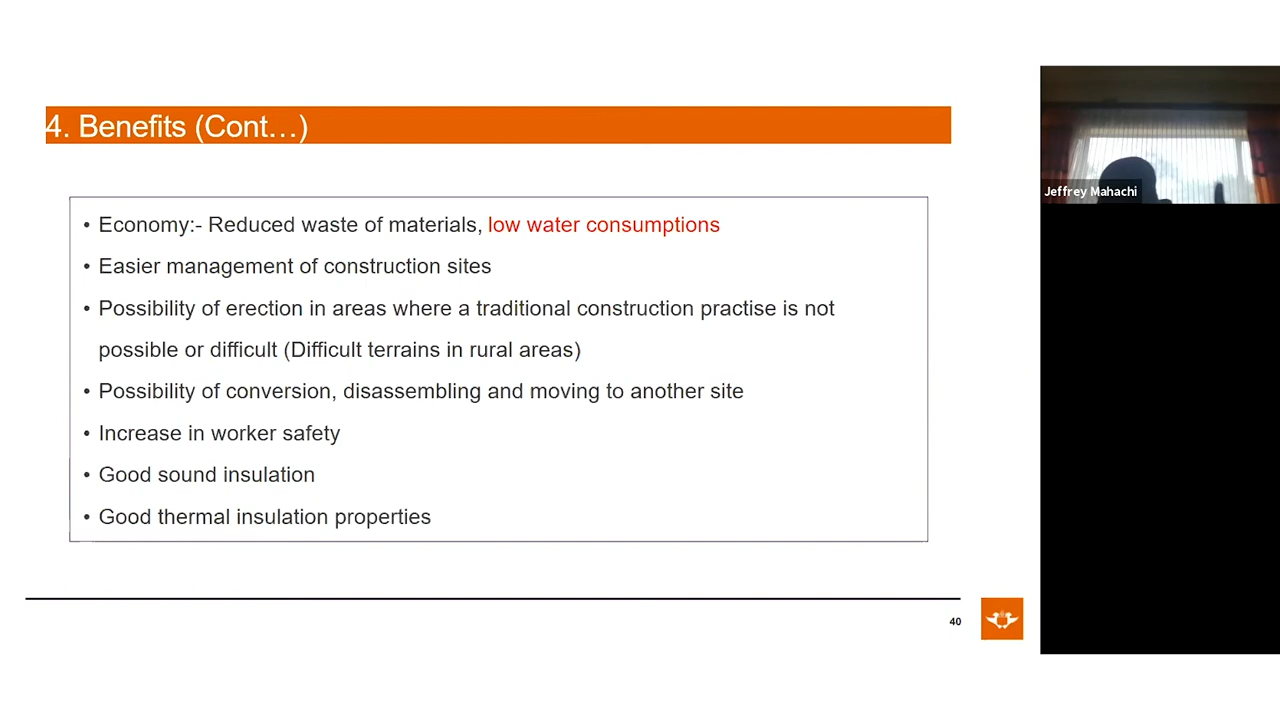 4. Benefits (Cont…)
• Economy:- Reduced waste of materials, low water consumptions
• Easier management of construction sites
• Possibility of erection in areas where a traditional construction practise is not
possible or difficult (Difficult terrains in rural areas)
• Possibility of conversion, disassembling and moving to another site
• Increase in worker safety
• Good sound insulation
• Good thermal insulation properties
40
Jeffrey Mahachi